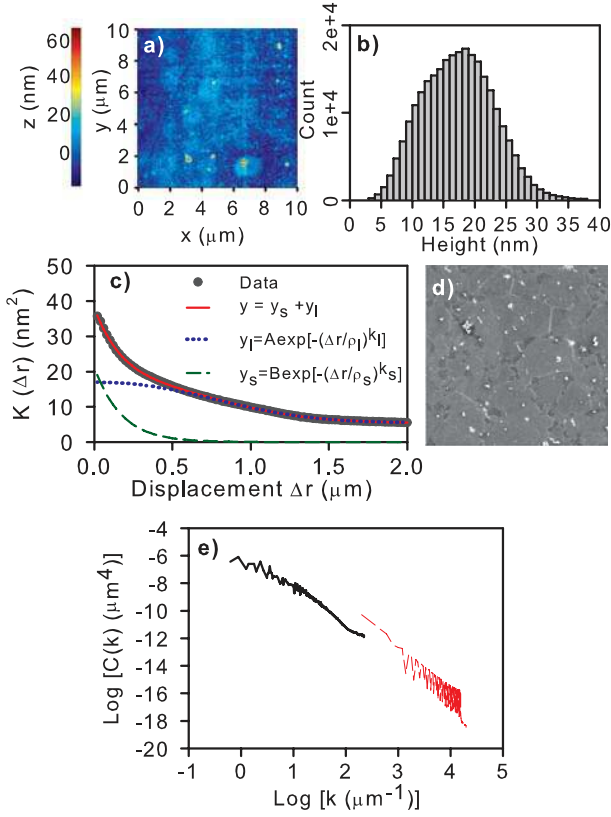 a)
60
40
20
0
z (nm)
10
8
6
4
2
0
y (μm)
0 2 4 6 8 10
x (μm)
b)
2e+4
1e+4
0
Count
0 5 10 15 20 25 30 35 40
Height (nm)
c)
50
40
30
20
10
0
K (Δr) (nm²)
Data
y = yₛ +yₗ
yₗ=Aexp[-(Δr/ρₗ)^kₗ]
yₛ=Bexp[-(Δr/ρₛ)^kₛ]
0.0 0.5 1.0 1.5 2.0
Displacement Δr (μm)
d)
e)
-4
-6
-8
-10
-12
-14
-16
-18
-20
Log [C(k) (μm⁴)]
-1 0 1 2 3 4 5
Log [k (μm⁻¹)]